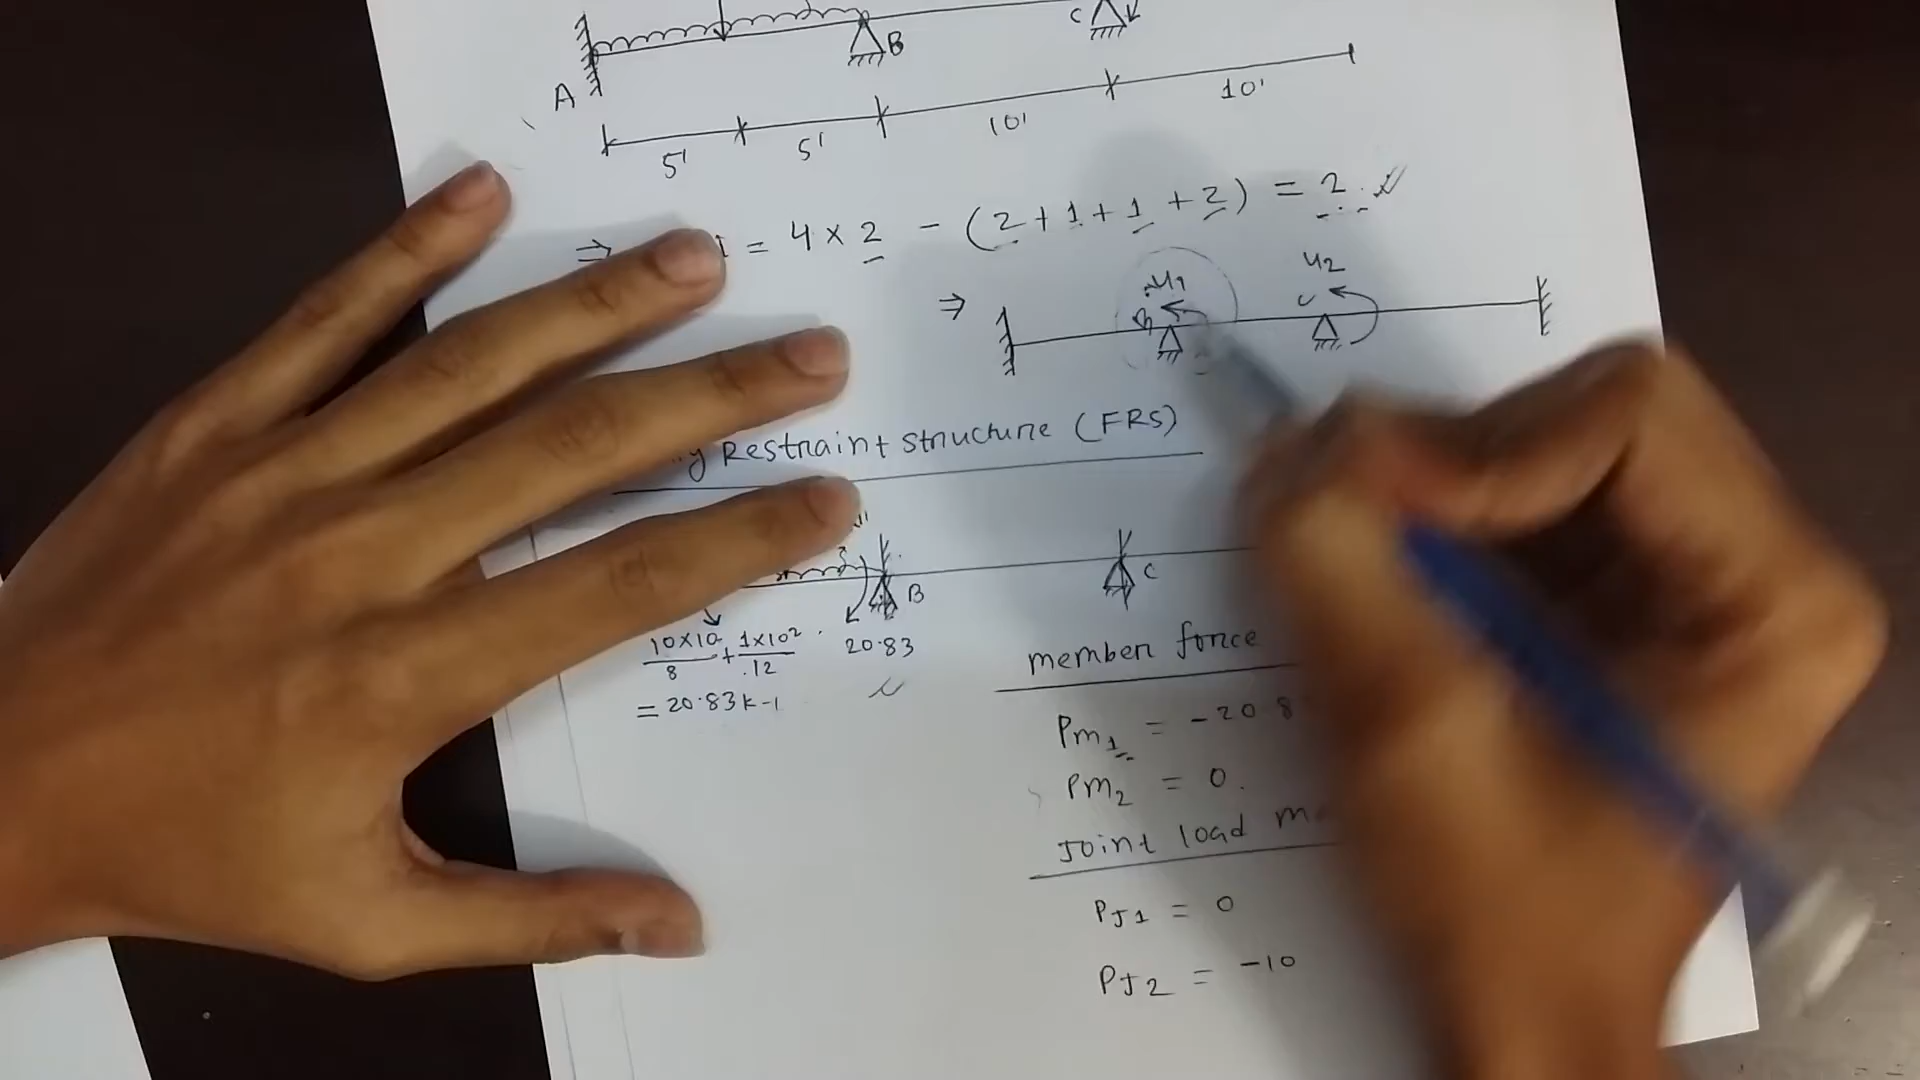 A
B
C
5'
5'
10'
10'
⇒
= 4 × 2 - (2 + 1 + 1 + 2) = 2
⇒
B
u1
C
u2
Restraint structure (FRS)
B
C
10×10/8 + 1×10²/12
20.83
= 20.83 k-1
member force
Pm1 = -20.8
Pm2 = 0.
Joint load
PJ1 = 0
PJ2 = -10